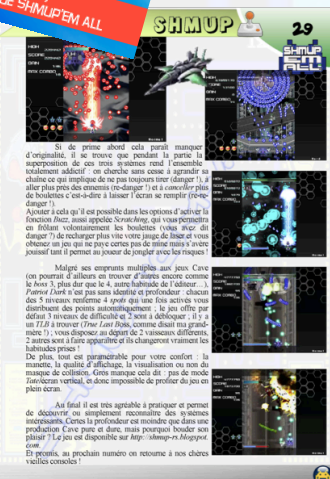 GE SHMUP'EM ALL
SHMUP
29
SHMUP
'EM
ALL
Si de prime abord cela paraît manquer
d'originalité, il se trouve que pendant la partie la
superposition de ces trois systèmes rend l'ensemble
totalement addictif : on cherche sans cesse à agrandir sa
chaîne ce qui implique de ne pas toujours tirer (danger !), à
aller plus près des ennemis (re-danger !) et à canceller plus
de boulettes c'est-à-dire à laisser l'écran se remplir (re-re-
danger !).
Ajouter à cela qu'il est possible dans les options d'activer la
fonction Buzz, aussi appelée Scratching, qui vous permettra
en frôlant volontairement les boulettes (vous avez dit
danger ?) de recharger plus vite votre jauge de laser et vous
obtenez un jeu qui ne paye certes pas de mine mais s'avère
jouissif tant il permet au joueur de jongler avec les risques !
Malgré ses emprunts multiples aux jeux Cave
(on pourrait d'ailleurs en trouver d'autres encore comme
le boss 3, plus dur que le 4, autre habitude de l'éditeur…),
Patriot Dark n'est pas sans identité et profondeur : chacun
des 5 niveaux renferme 4 spots qui une fois activés vous
distribuent des points automatiquement ; le jeu offre par
défaut 3 niveaux de difficulté et 2 sont à débloquer ; il y a
un TLB à trouver (True Last Boss, comme disait ma grand-
mère !) ; vous disposez au départ de 2 vaisseaux différents,
2 autres sont à faire apparaître et ils changeront vraiment les
habitudes prises !
De plus, tout est paramétrable pour votre confort : la
manette, la qualité d'affichage, la visualisation ou non du
masque de collision. Gros manque cela dit : pas de mode
Tate/écran vertical, et donc impossible de profiter du jeu en
plein écran.
Au final il est très agréable à pratiquer et permet
de découvrir ou simplement reconnaître des systèmes
intéressants. Certes la profondeur est moindre que dans une
production Cave pure et dure, mais pourquoi bouder son
plaisir ? Le jeu est disponible sur http://shmup-rs.blogspot.
com.
Et promis, au prochain numéro on retourne à nos chères
vieilles consoles !